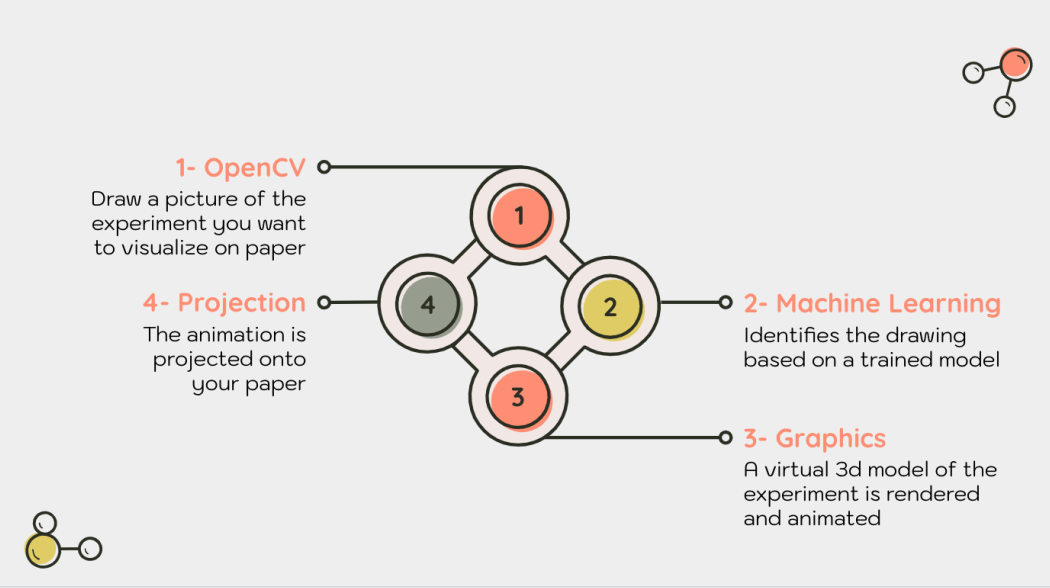 1- OpenCV
Draw a picture of the
experiment you want
to visualize on paper
1
2
3
4
2- Machine Learning
Identifies the drawing
based on a trained model
3- Graphics
A virtual 3d model of the
experiment is rendered
and animated
4- Projection
The animation is
projected onto
your paper